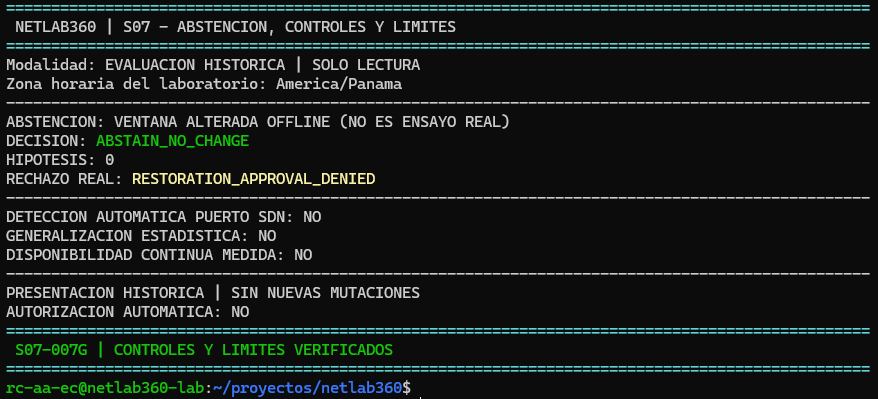 ================================================================================================
NETLAB360 | S07 - ABSTENCION, CONTROLES Y LIMITES
================================================================================================
Modalidad: EVALUACION HISTORICA | SOLO LECTURA
Zona horaria del laboratorio: America/Panama
------------------------------------------------------------------------------------------------
ABSTENCION: VENTANA ALTERADA OFFLINE (NO ES ENSAYO REAL)
DECISION: ABSTAIN_NO_CHANGE
HIPOTESIS: 0
RECHAZO REAL: RESTORATION_APPROVAL_DENIED
------------------------------------------------------------------------------------------------
DETECCION AUTOMATICA PUERTO SDN: NO
GENERALIZACION ESTADISTICA: NO
DISPONIBILIDAD CONTINUA MEDIDA: NO
------------------------------------------------------------------------------------------------
PRESENTACION HISTORICA | SIN NUEVAS MUTACIONES
AUTORIZACION AUTOMATICA: NO
================================================================================================
S07-007G | CONTROLES Y LIMITES VERIFICADOS
================================================================================================
rc-aa-ec@netlab360-lab:~/proyectos/netlab360$